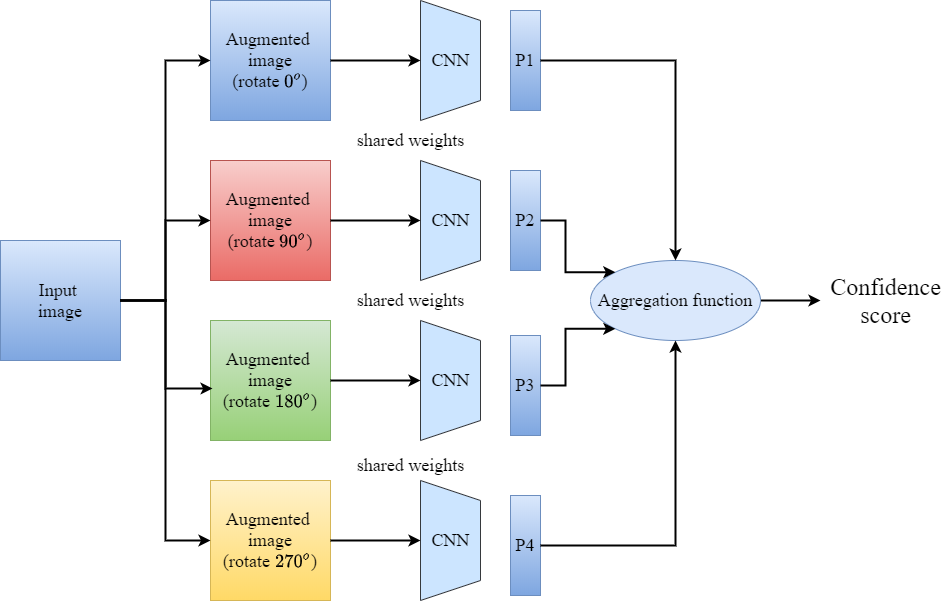 Augmented
image
(rotate 0°)
CNN
P1
shared weights
Augmented
image
(rotate 90°)
CNN
P2
shared weights
Input
image
Aggregation function
Confidence
score
Augmented
image
(rotate 180°)
CNN
P3
shared weights
Augmented
image
(rotate 270°)
CNN
P4